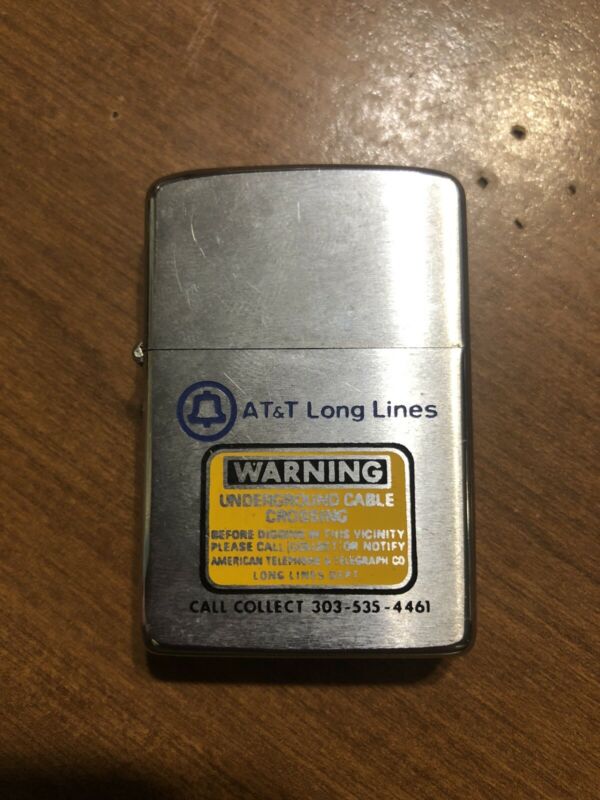 AT&T Long Lines
WARNING
UNDERGROUND CABLE
CROSSING
BEFORE DIGGING IN THIS VICINITY
PLEASE CALL COLLECT OR NOTIFY
AMERICAN TELEPHONE & TELEGRAPH CO
LONG LINES DEPT
CALL COLLECT 303-535-4461